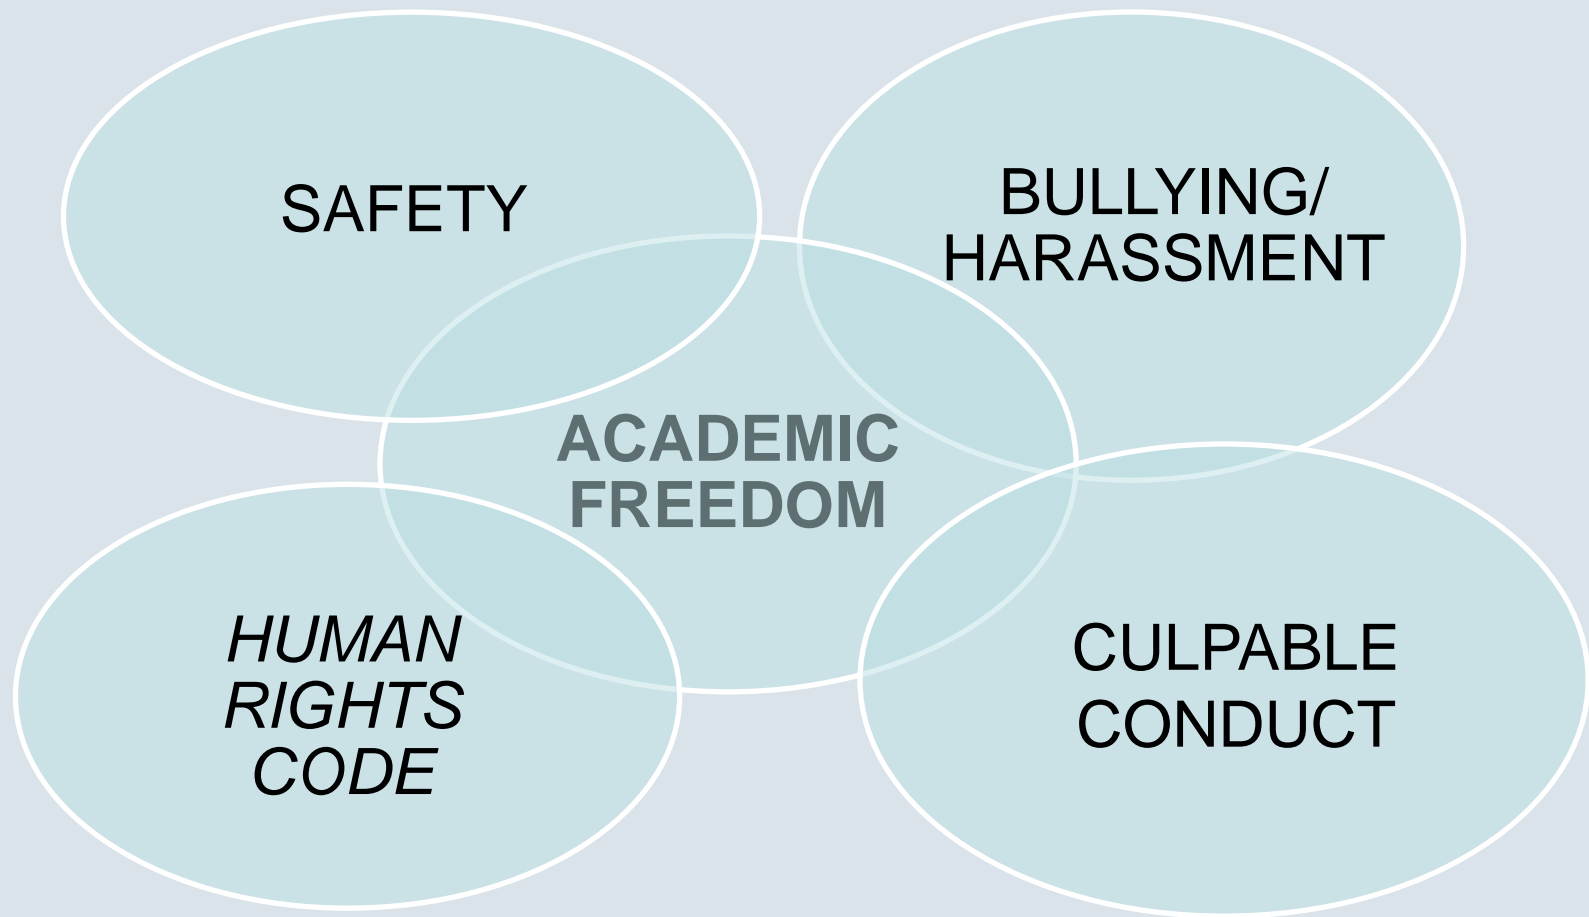 SAFETY
BULLYING/
HARASSMENT
ACADEMIC
FREEDOM
HUMAN
RIGHTS
CODE
CULPABLE
CONDUCT